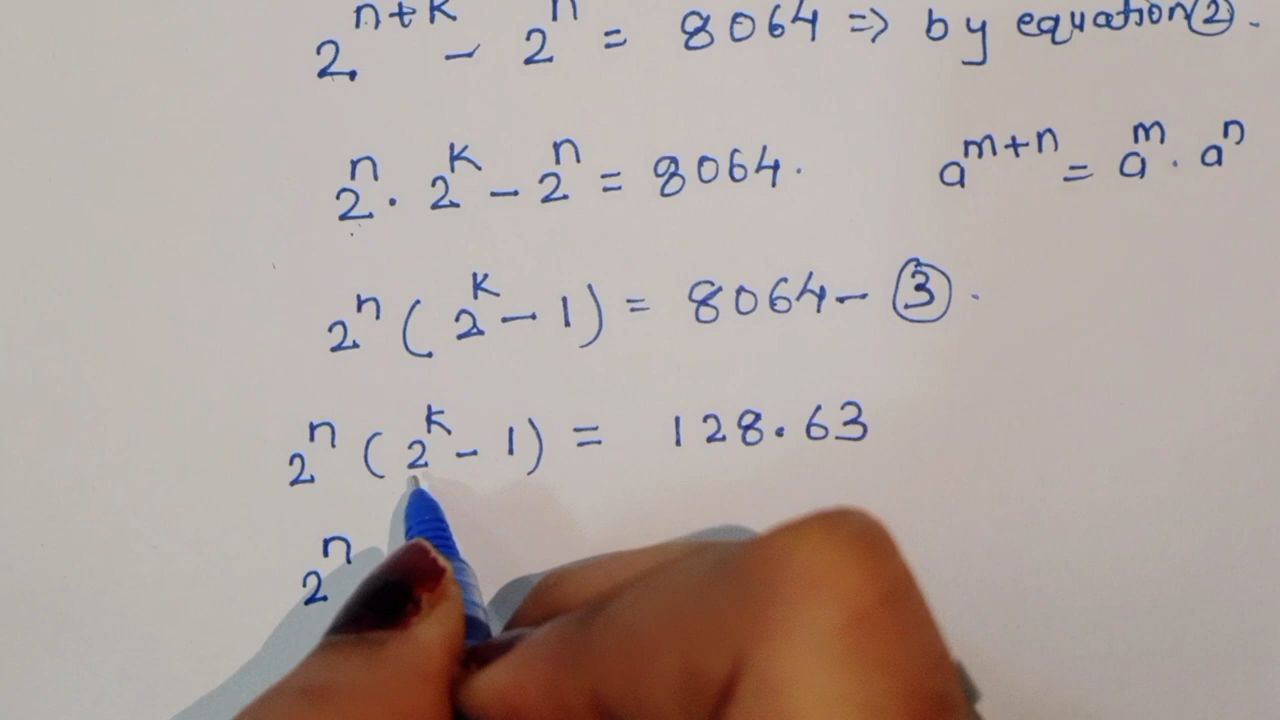 2^{n+k} - 2^n = 8064 => by equation ②.
2^n . 2^k - 2^n = 8064. a^{m+n} = a^m . a^n
2^n (2^k - 1) = 8064 - ③.
2^n (2^k - 1) = 128.63
2^n